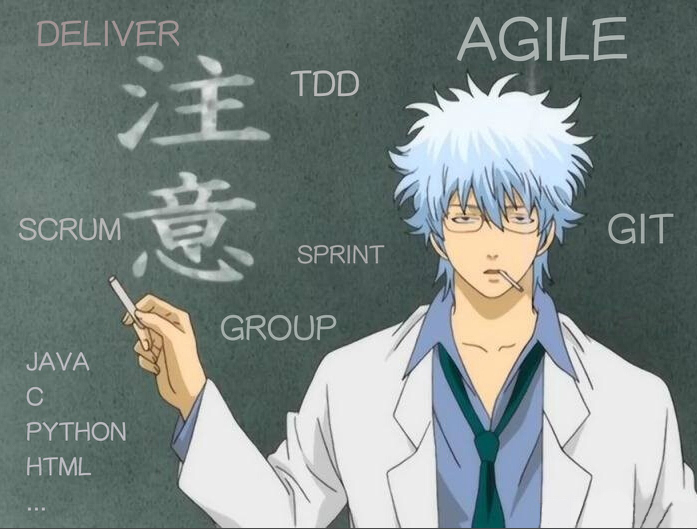 DELIVER
AGILE
注意
TDD
SCRUM
SPRINT
GIT
GROUP
JAVA
C
PYTHON
HTML
...